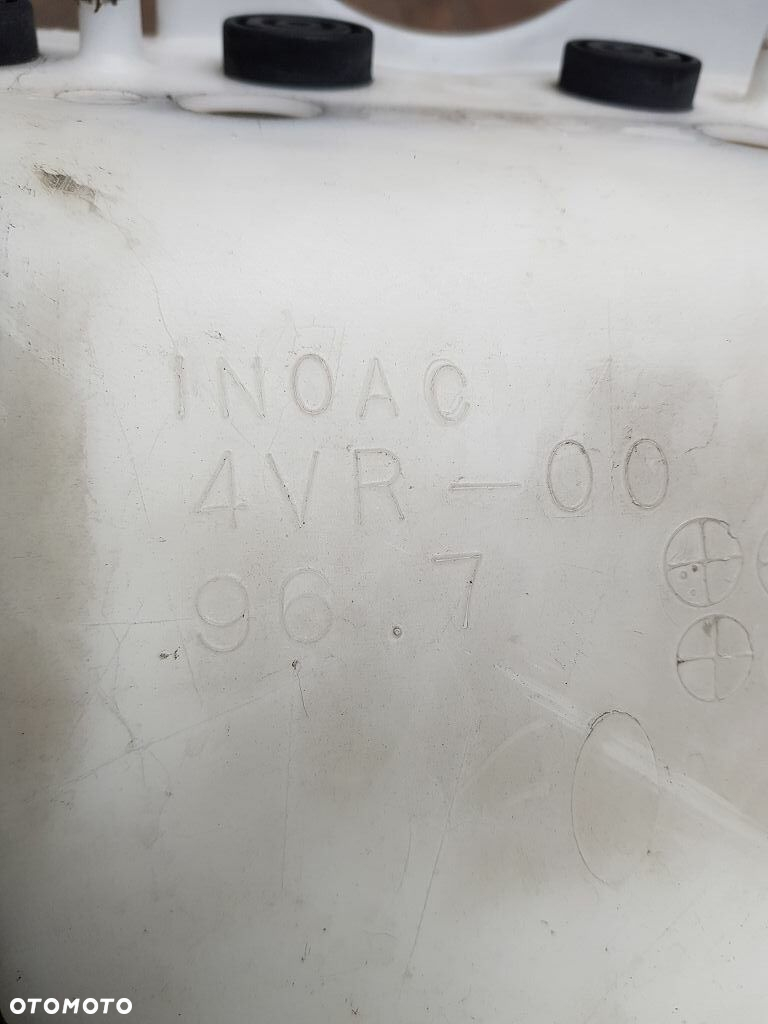 INOAC
4VR-00
96.7
OTOMOTO